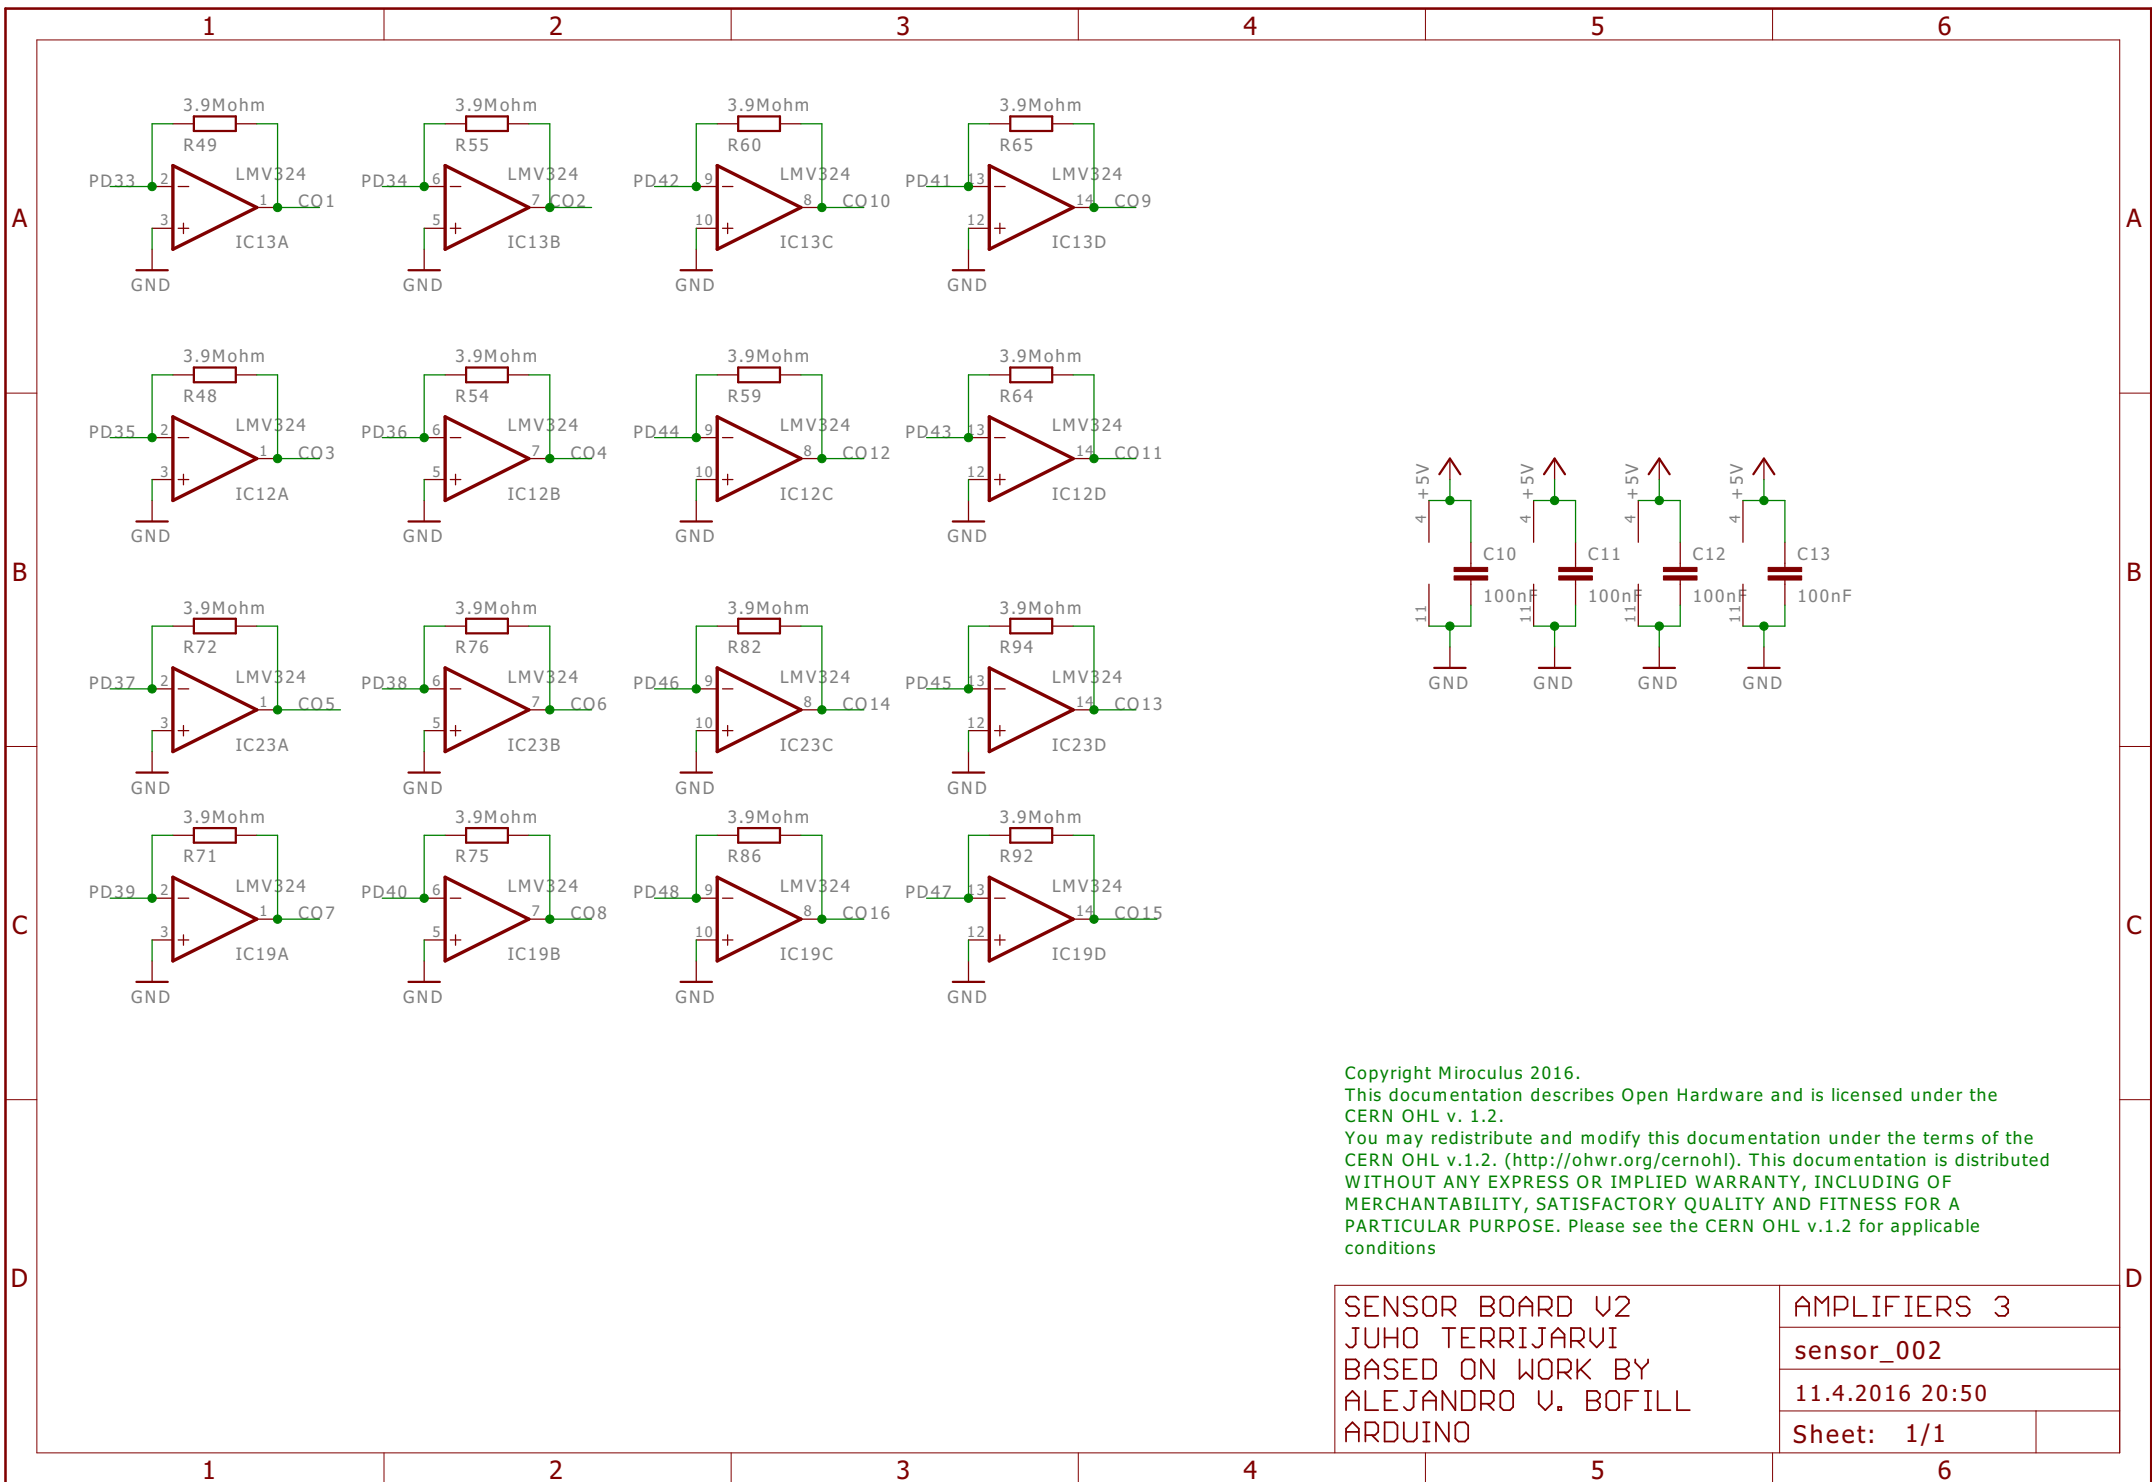 1 2 3 4 5 6
A A
3.9Mohm 3.9Mohm 3.9Mohm 3.9Mohm
R49 R55 R60 R65
LMV324 LMV324 LMV324 LMV324
PD33 2 PD34 6 PD42 9 PD41 13
1 CO1 7 CO2 8 CO10 14 CO9
3 5 10 12
IC13A IC13B IC13C IC13D
GND GND GND GND
3.9Mohm 3.9Mohm 3.9Mohm 3.9Mohm
R48 R54 R59 R64
LMV324 LMV324 LMV324 LMV324
PD35 2 PD36 6 PD44 9 PD43 13
1 CO3 7 CO4 8 CO12 14 CO11
3 5 10 12
IC12A IC12B IC12C IC12D
GND GND GND GND
+5V +5V +5V +5V
4 4 4 4
C10 C11 C12 C13
B B
100nF 100nF 100nF 100nF
11 11 11 11
GND GND GND GND
3.9Mohm 3.9Mohm 3.9Mohm 3.9Mohm
R72 R76 R82 R94
LMV324 LMV324 LMV324 LMV324
PD37 2 PD38 6 PD46 9 PD45 13
1 CO5 7 CO6 8 CO14 14 CO13
3 5 10 12
IC23A IC23B IC23C IC23D
GND GND GND GND
3.9Mohm 3.9Mohm 3.9Mohm 3.9Mohm
R71 R75 R86 R92
LMV324 LMV324 LMV324 LMV324
PD39 2 PD40 6 PD48 9 PD47 13
1 CO7 7 CO8 8 CO16 14 CO15
C C
3 5 10 12
IC19A IC19B IC19C IC19D
GND GND GND GND
Copyright Miroculus 2016.
This documentation describes Open Hardware and is licensed under the
CERN OHL v. 1.2.
You may redistribute and modify this documentation under the terms of the
CERN OHL v.1.2. (http://ohwr.org/cernohl). This documentation is distributed
WITHOUT ANY EXPRESS OR IMPLIED WARRANTY, INCLUDING OF
MERCHANTABILITY, SATISFACTORY QUALITY AND FITNESS FOR A
PARTICULAR PURPOSE. Please see the CERN OHL v.1.2 for applicable
conditions
D D
SENSOR BOARD V2
JUHO TERRIJARVI
BASED ON WORK BY
ALEJANDRO V. BOFILL
ARDUINO
AMPLIFIERS 3
sensor_002
11.4.2016 20:50
Sheet: 1/1
1 2 3 4 5 6